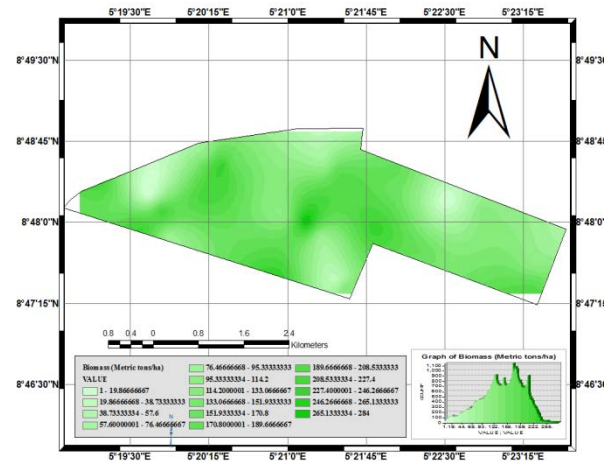 5°19'30"E 5°20'15"E 5°21'0"E 5°21'45"E 5°22'30"E 5°23'15"E
N
8°49'30"N 8°49'30"N
8°48'45"N 8°48'45"N
8°48'0"N 8°48'0"N
8°47'15"N 8°47'15"N
8°46'30"N 8°46'30"N
0.8 0.4 0 0.8 1.6 2.4
Kilometers
Biomass (Metric tons/ha)
VALUE
1 - 19.86666667
19.86666668 - 38.73333333
38.73333334 - 57.6
57.60000001 - 76.46666667
76.46666668 - 95.33333333
95.33333334 - 114.2
114.2000001 - 133.0666667
133.0666668 - 151.9333333
151.9333334 - 170.8
170.8000001 - 189.6666667
189.6666668 - 208.5333333
208.5333334 - 227.4
227.4000001 - 246.2666667
246.2666668 - 265.1333333
265.1333334 - 284
N
Graph of Biomass (Metric tons/ha)
VALUE : VALUE
5°19'30"E 5°20'15"E 5°21'0"E 5°21'45"E 5°22'30"E 5°23'15"E